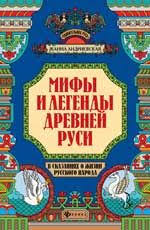 ЖАННА АНДРИЕВСКАЯ
МИФЫ
И ЛЕГЕНДЫ
ДРЕВНЕЙ
РУСИ
В СКАЗАНИЯХ О ЖИЗНИ
РУССКОГО НАРОДА